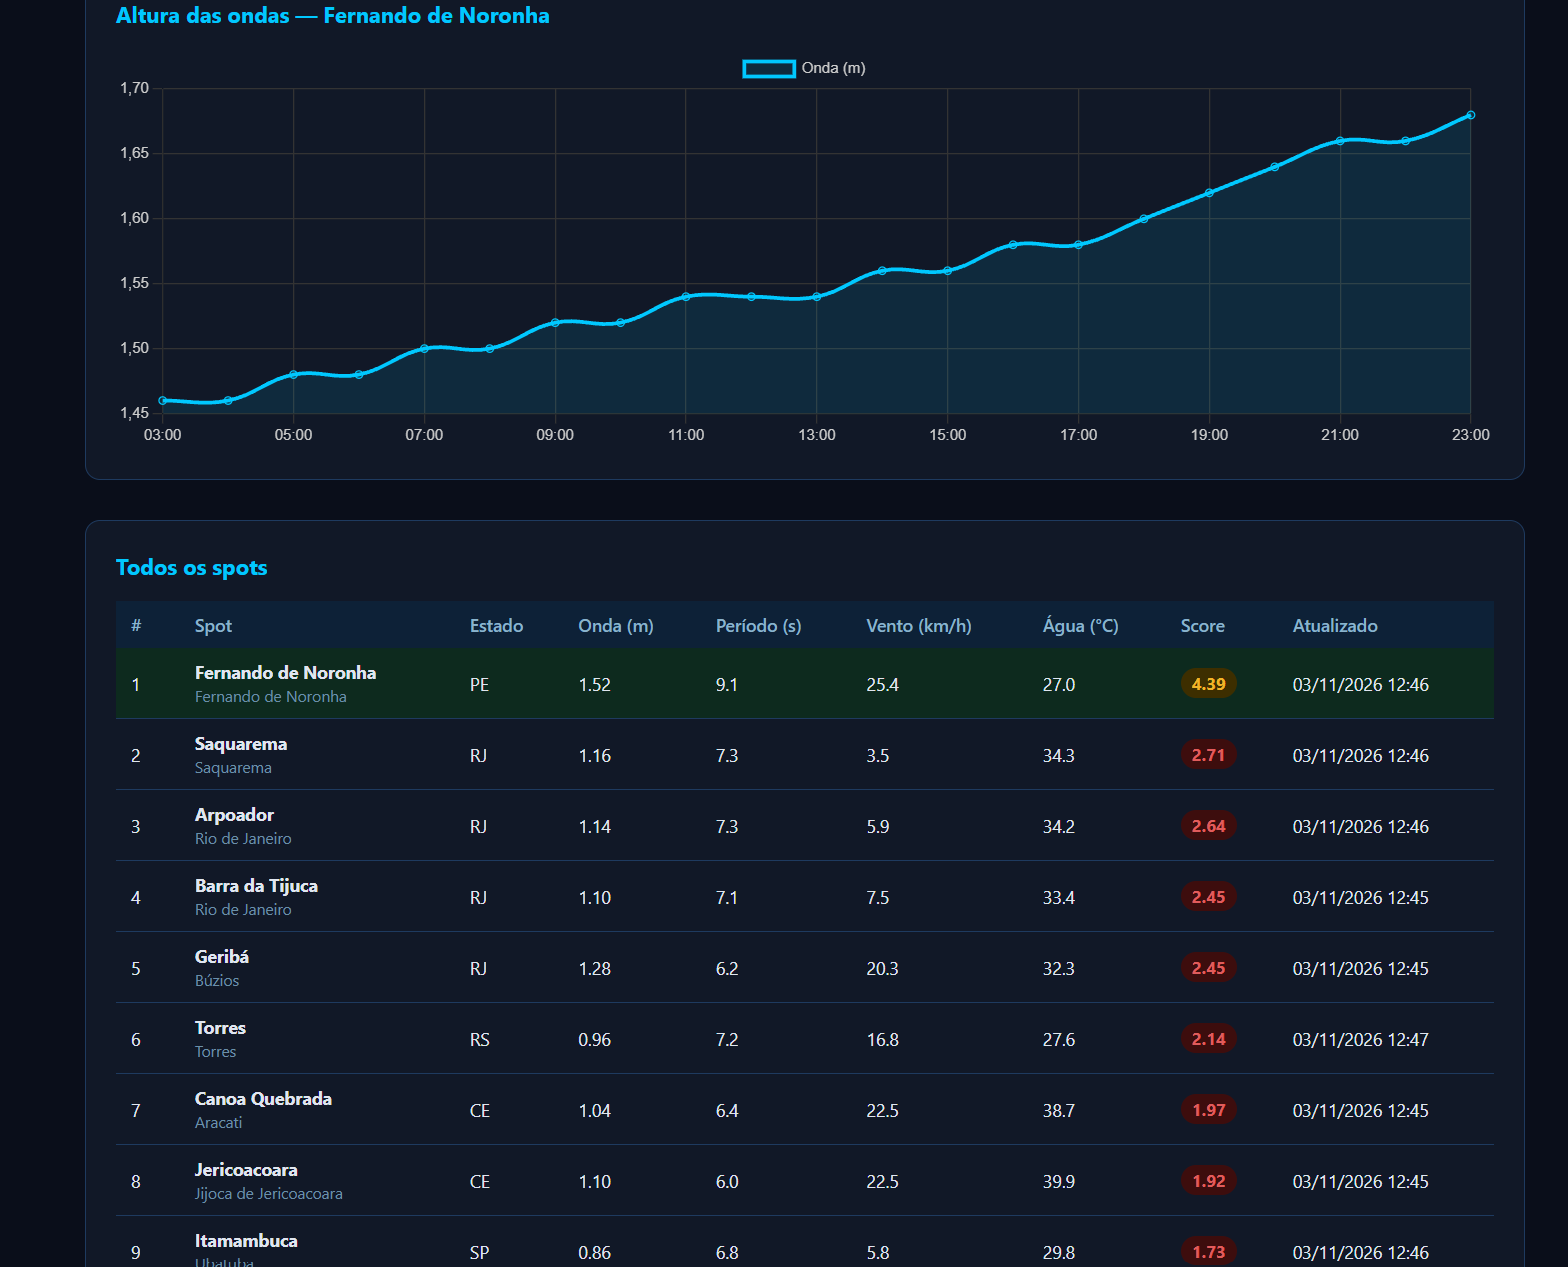 Altura das ondas — Fernando de Noronha
Onda (m)
1,70
1,65
1,60
1,55
1,50
1,45
03:00 05:00 07:00 09:00 11:00 13:00 15:00 17:00 19:00 21:00 23:00
Todos os spots
# Spot Estado Onda (m) Período (s) Vento (km/h) Água (°C) Score Atualizado
1 Fernando de Noronha PE 1.52 9.1 25.4 27.0 4.39 03/11/2026 12:46
Fernando de Noronha
2 Saquarema RJ 1.16 7.3 3.5 34.3 2.71 03/11/2026 12:46
Saquarema
3 Arpoador RJ 1.14 7.3 5.9 34.2 2.64 03/11/2026 12:46
Rio de Janeiro
4 Barra da Tijuca RJ 1.10 7.1 7.5 33.4 2.45 03/11/2026 12:45
Rio de Janeiro
5 Geribá RJ 1.28 6.2 20.3 32.3 2.45 03/11/2026 12:45
Búzios
6 Torres RS 0.96 7.2 16.8 27.6 2.14 03/11/2026 12:47
Torres
7 Canoa Quebrada CE 1.04 6.4 22.5 38.7 1.97 03/11/2026 12:45
Aracati
8 Jericoacoara CE 1.10 6.0 22.5 39.9 1.92 03/11/2026 12:45
Jijoca de Jericoacoara
9 Itamambuca SP 0.86 6.8 5.8 29.8 1.73 03/11/2026 12:46
Ubatuba